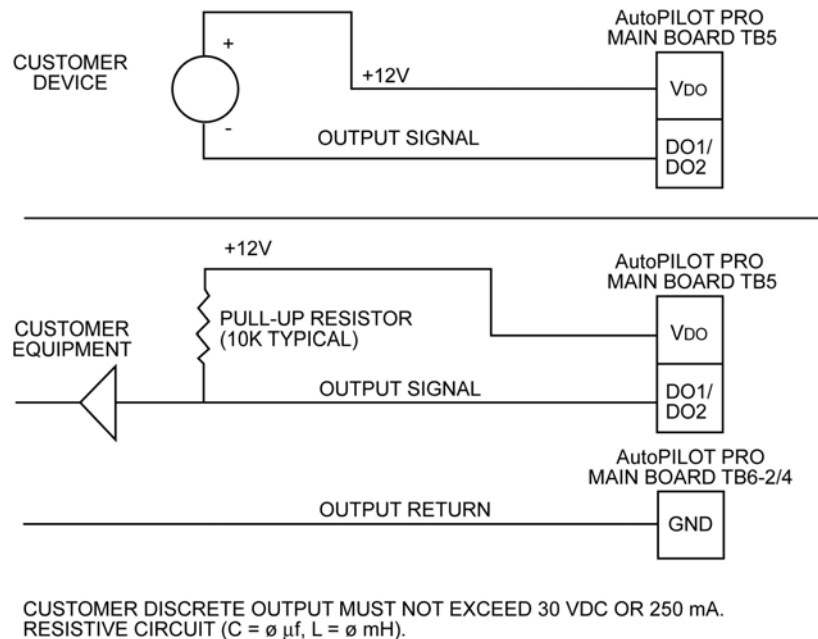 AutoPILOT PRO
MAIN BOARD TB5
CUSTOMER
DEVICE
+
+12V
VDO
-
OUTPUT SIGNAL
DO1/
DO2
+12V
AutoPILOT PRO
MAIN BOARD TB5
PULL-UP RESISTOR
(10K TYPICAL)
CUSTOMER
EQUIPMENT
VDO
OUTPUT SIGNAL
DO1/
DO2
AutoPILOT PRO
MAIN BOARD TB6-2/4
OUTPUT RETURN
GND
CUSTOMER DISCRETE OUTPUT MUST NOT EXCEED 30 VDC OR 250 mA.
RESISTIVE CIRCUIT (C = ø µf, L = ø mH).